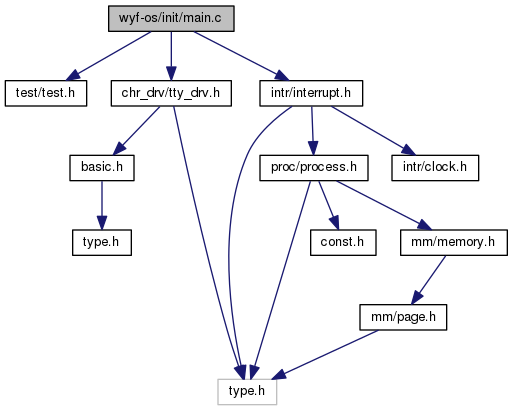 wyf-os/init/main.c
test/test.h
chr_drv/tty_drv.h
intr/interrupt.h
basic.h
proc/process.h
intr/clock.h
type.h
const.h
mm/memory.h
mm/page.h
type.h